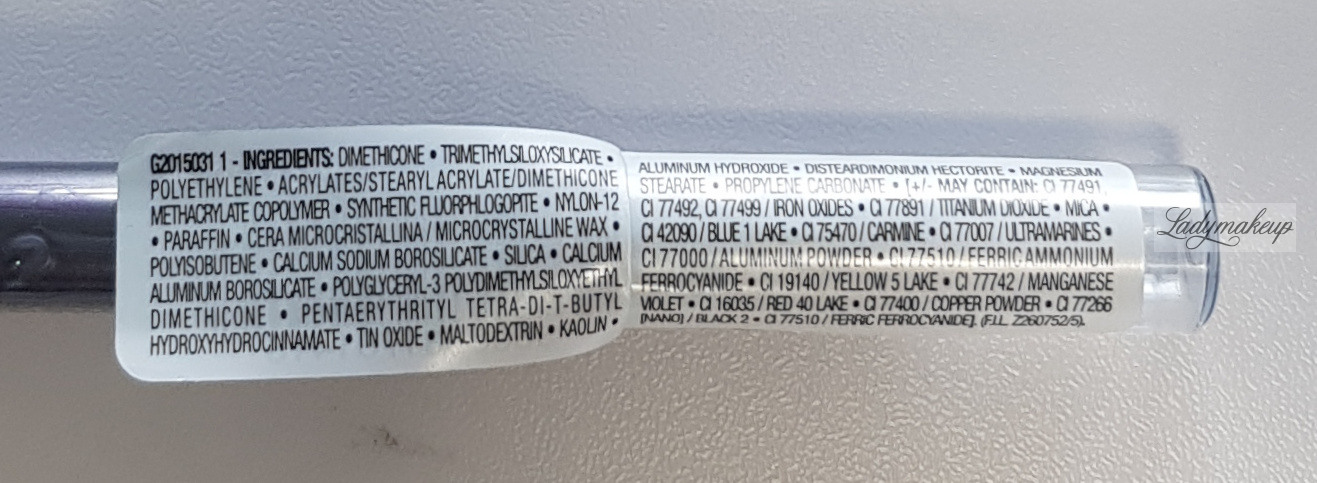 G2015031 1 - INGREDIENTS: DIMETHICONE • TRIMETHYLSILOXYSILICATE •
POLYETHYLENE • ACRYLATES/STEARYL ACRYLATE/DIMETHICONE
METHACRYLATE COPOLYMER • SYNTHETIC FLUORPHLOGOPITE • NYLON-12
• PARAFFIN • CERA MICROCRISTALLINA / MICROCRYSTALLINE WAX •
POLYISOBUTENE • CALCIUM SODIUM BOROSILICATE • SILICA • CALCIUM
ALUMINUM BOROSILICATE • POLYGLYCERYL-3 POLYDIMETHYLSILOXYETHYL
DIMETHICONE • PENTAERYTHRITYL TETRA-DI-T-BUTYL
HYDROXYHYDROCINNAMATE • TIN OXIDE • MALTODEXTRIN • KAOLIN •
ALUMINUM HYDROXIDE • DISTEARDIMONIUM HECTORITE • MAGNESIUM
STEARATE • PROPYLENE CARBONATE • [+/- MAY CONTAIN: CI 77491,
CI 77492, CI 77499 / IRON OXIDES • CI 77891 / TITANIUM DIOXIDE • MICA •
CI 42090 / BLUE 1 LAKE • CI 75470 / CARMINE • CI 77007 / ULTRAMARINES •
CI 77000 / ALUMINUM POWDER • CI 77510 / FERRIC AMMONIUM
FERROCYANIDE • CI 19140 / YELLOW 5 LAKE • CI 77742 / MANGANESE
VIOLET • CI 16035 / RED 40 LAKE • CI 77400 / COPPER POWDER • CI 77266
[NANO] / BLACK 2 • CI 77510 / FERRIC FERROCYANIDE]. (F.I.L. Z260752/5).
Ladymakeup